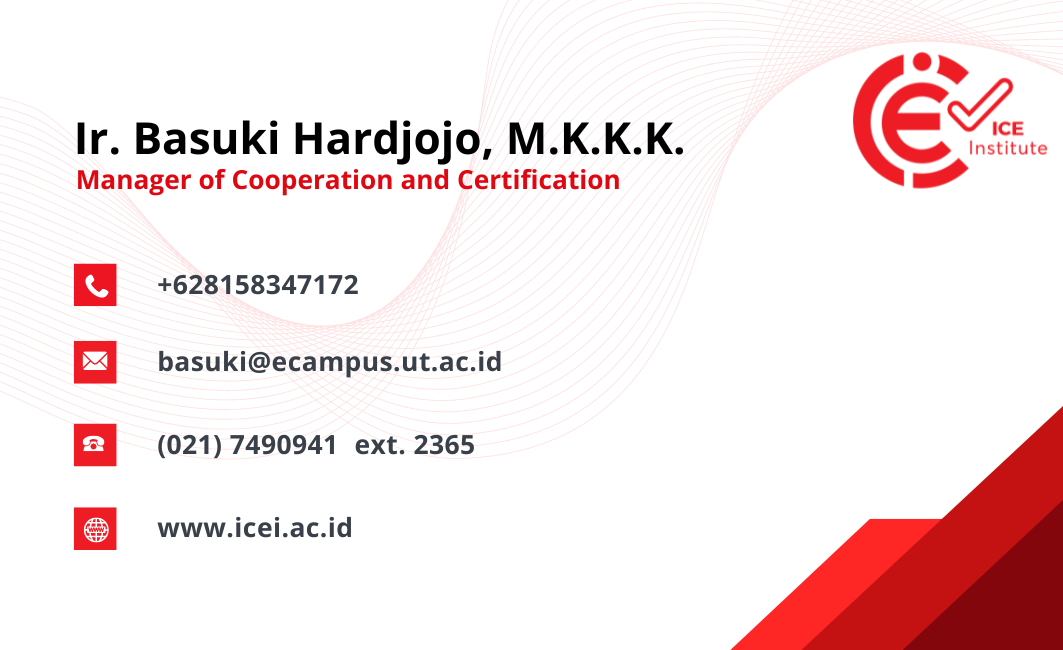 Ir. Basuki Hardjojo, M.K.K.K.
Manager of Cooperation and Certification
ICE
Institute
+628158347172
basuki@ecampus.ut.ac.id
(021) 7490941 ext. 2365
www.icei.ac.id